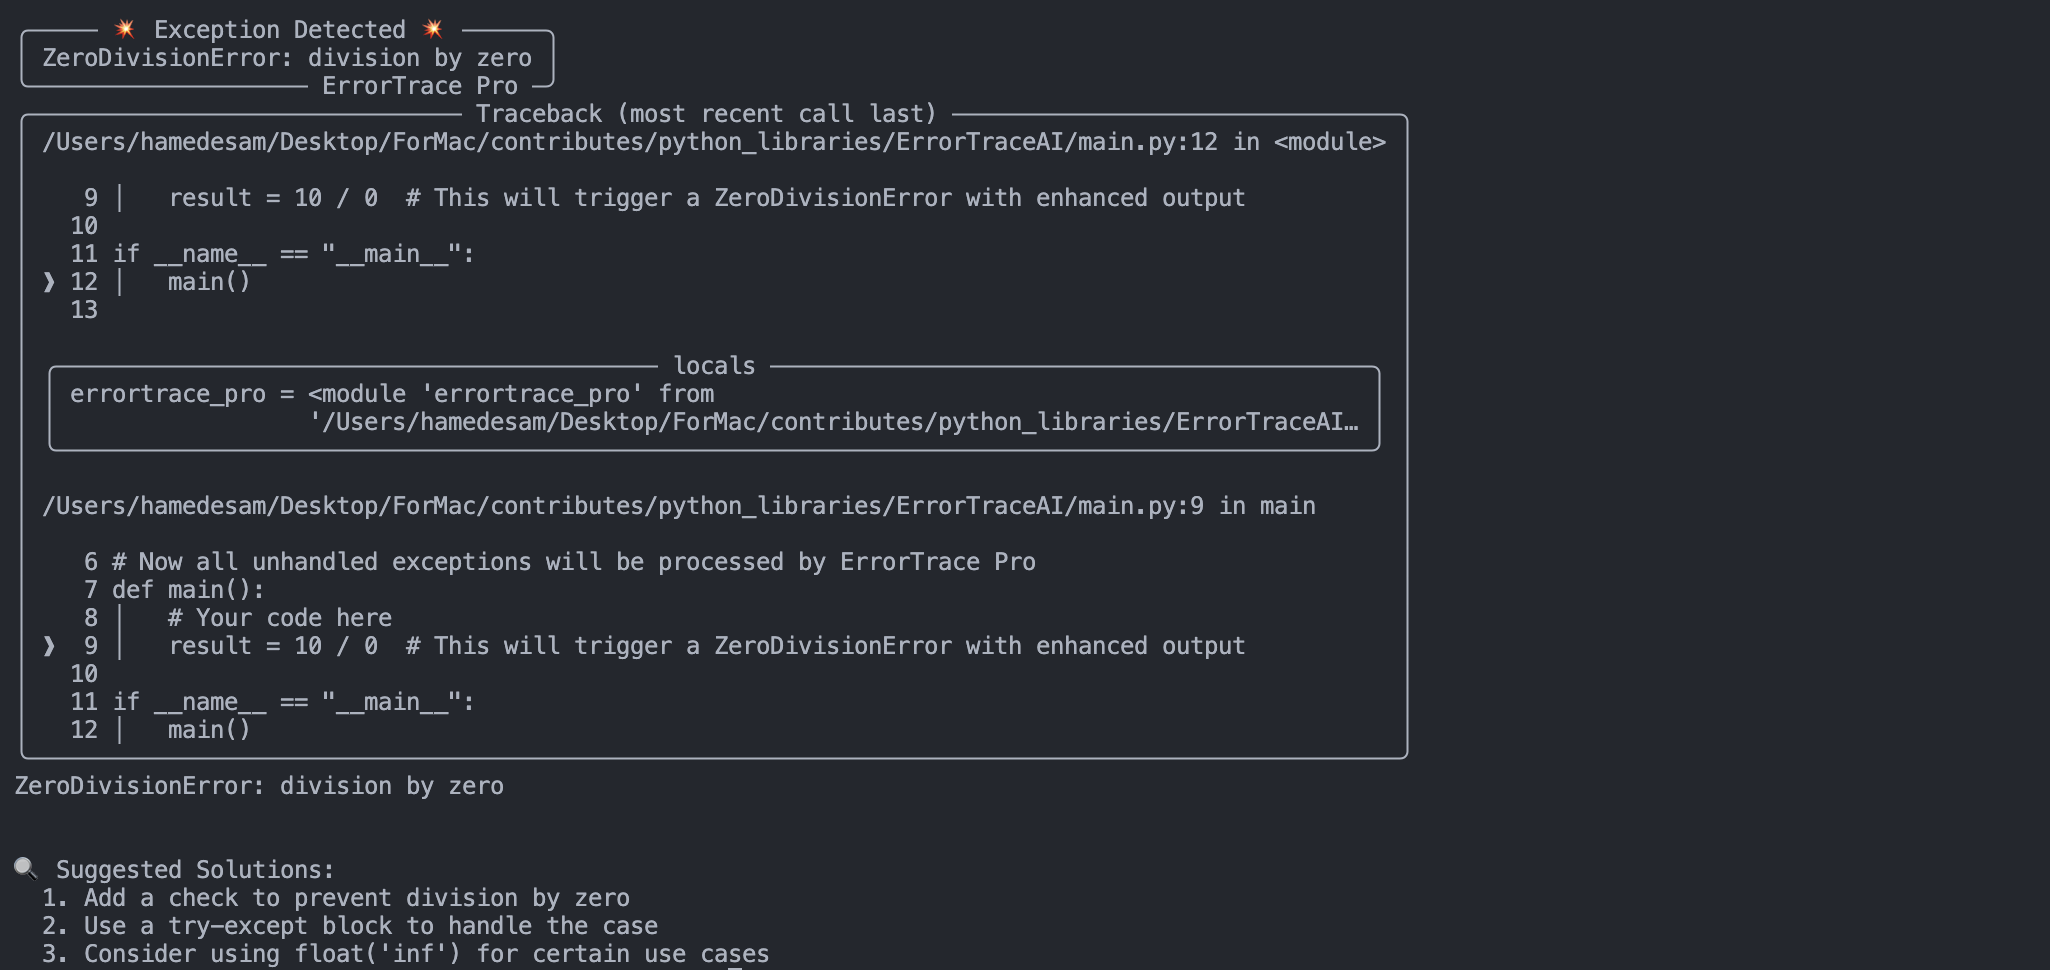 💥 Exception Detected 💥
ZeroDivisionError: division by zero
ErrorTrace Pro
Traceback (most recent call last)
/Users/hamedesam/Desktop/ForMac/contributes/python_libraries/ErrorTraceAI/main.py:12 in <module>
9 │   result = 10 / 0  # This will trigger a ZeroDivisionError with enhanced output
10
11 if __name__ == "__main__":
❱ 12 │   main()
13
locals
errortrace_pro = <module 'errortrace_pro' from
'/Users/hamedesam/Desktop/ForMac/contributes/python_libraries/ErrorTraceAI…
/Users/hamedesam/Desktop/ForMac/contributes/python_libraries/ErrorTraceAI/main.py:9 in main
6 # Now all unhandled exceptions will be processed by ErrorTrace Pro
7 def main():
8 │   # Your code here
❱ 9 │   result = 10 / 0  # This will trigger a ZeroDivisionError with enhanced output
10
11 if __name__ == "__main__":
12 │   main()
ZeroDivisionError: division by zero
🔍 Suggested Solutions:
1. Add a check to prevent division by zero
2. Use a try-except block to handle the case
3. Consider using float('inf') for certain use cases